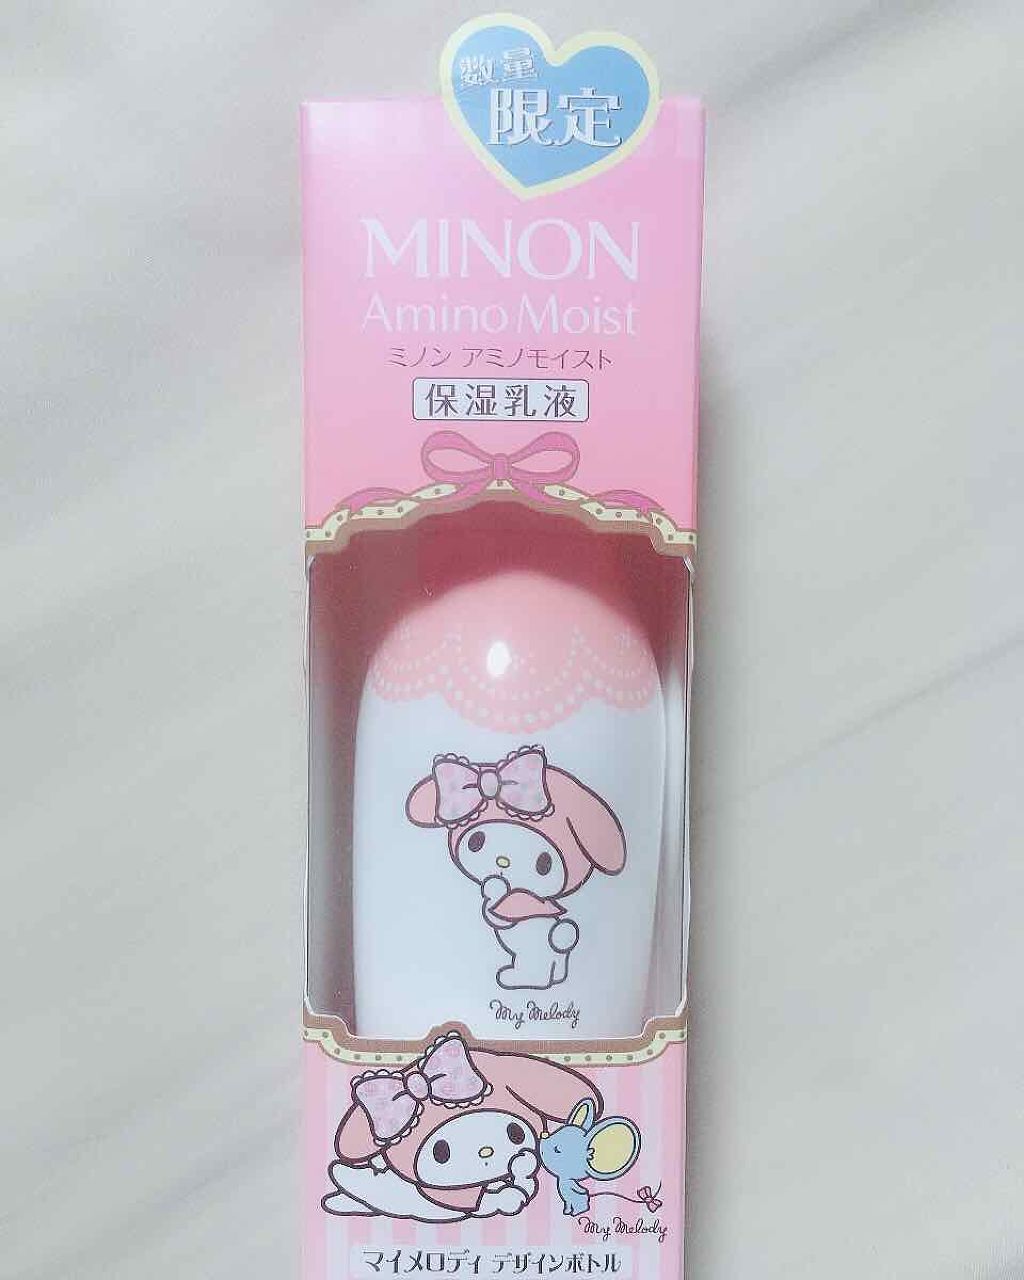 数量
限定
MINON
Amino Moist
ミノン アミノモイスト
保湿乳液
My Melody
My Melody
マイメロディ デザインボトル